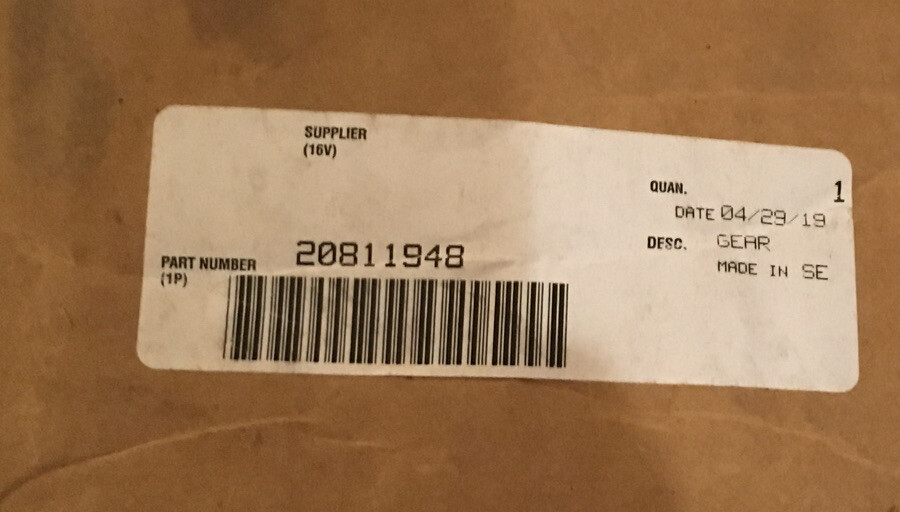 SUPPLIER
(16V)
QUAN. 1
DATE 04/29/19
PART NUMBER 20811948
(1P)
DESC. GEAR
MADE IN SE